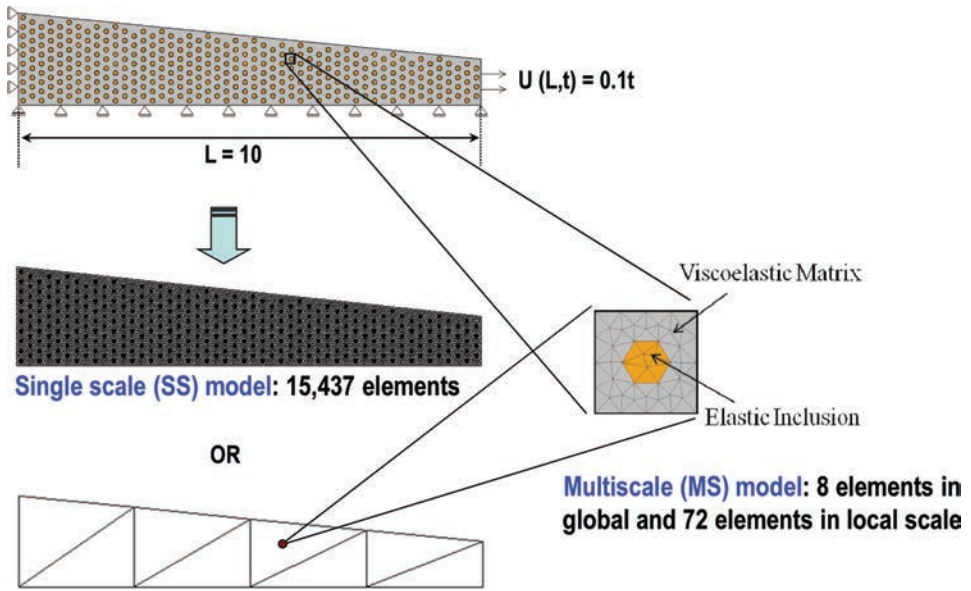 U (L,t) = 0.1t
L = 10
Viscoelastic Matrix
Single scale (SS) model: 15,437 elements
Elastic Inclusion
OR
Multiscale (MS) model: 8 elements in
global and 72 elements in local scale